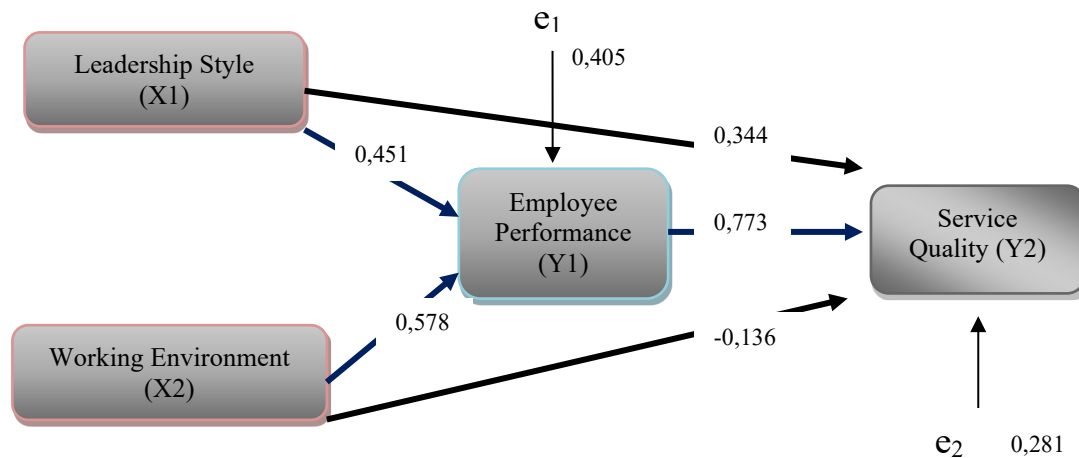 e1
0,405
Leadership Style
(X1)
0,344
0,451
Employee
Performance
(Y1)
0,773
Service
Quality (Y2)
0,578
-0,136
Working Environment
(X2)
e2
0,281